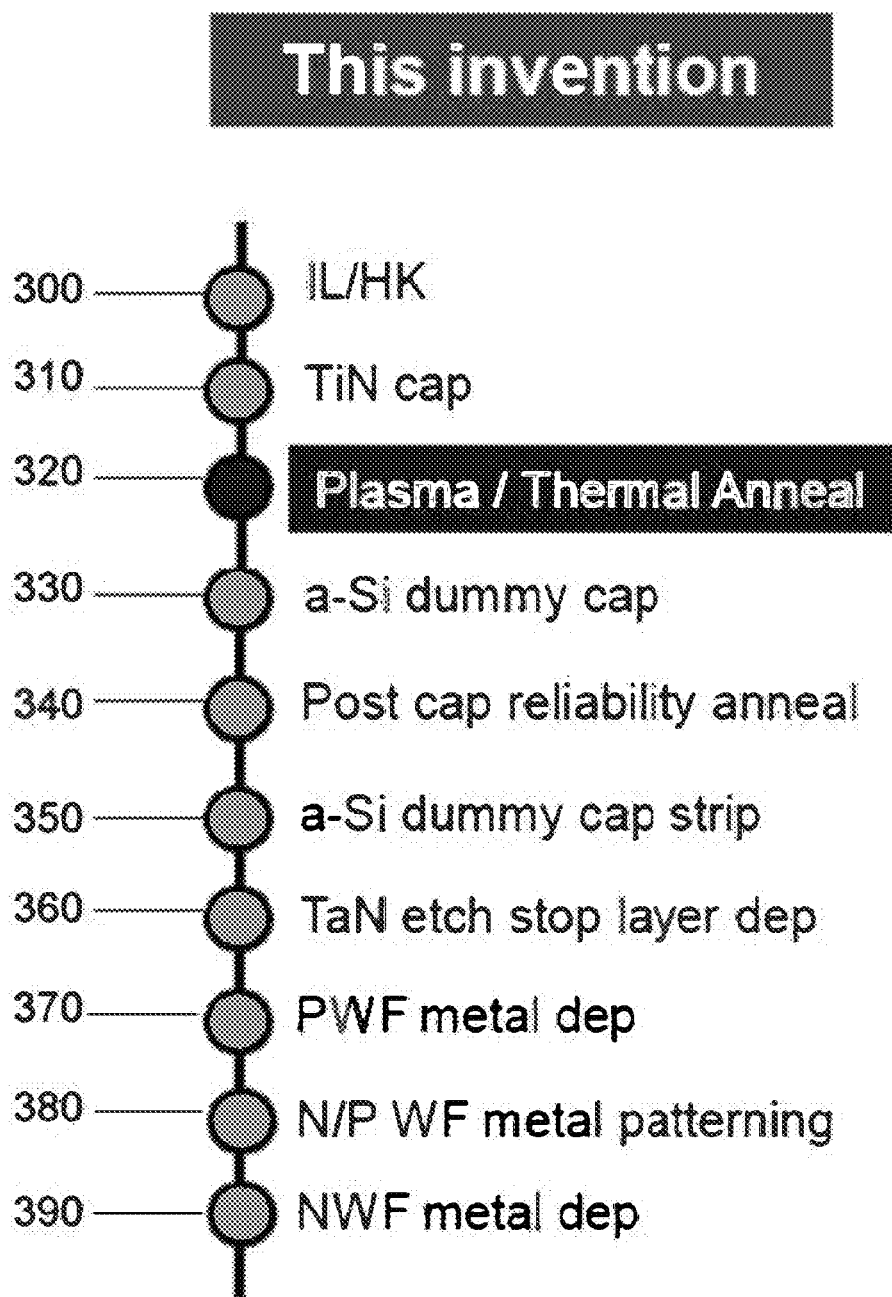 This invention
300 IL/HK
310 TiN cap
320 Plasma / Thermal Anneal
330 a-Si dummy cap
340 Post cap reliability anneal
350 a-Si dummy cap strip
360 TaN etch stop layer dep
370 PWF metal dep
380 N/P WF metal patterning
390 NWF metal dep